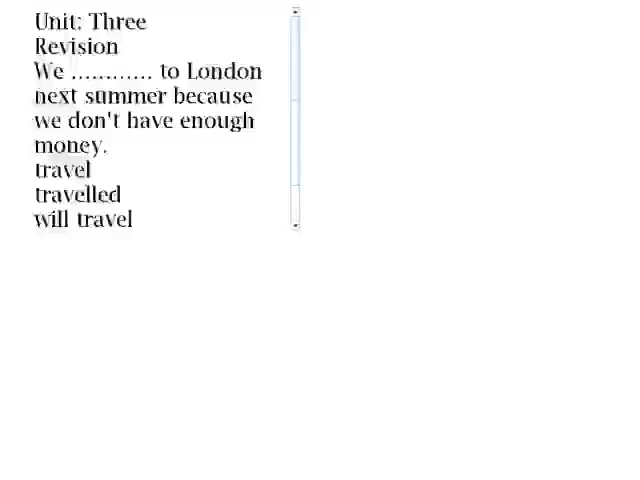 Unit: Three
Revision
We ............ to London
next summer because
we don't have enough
money.
travel
travelled
will travel